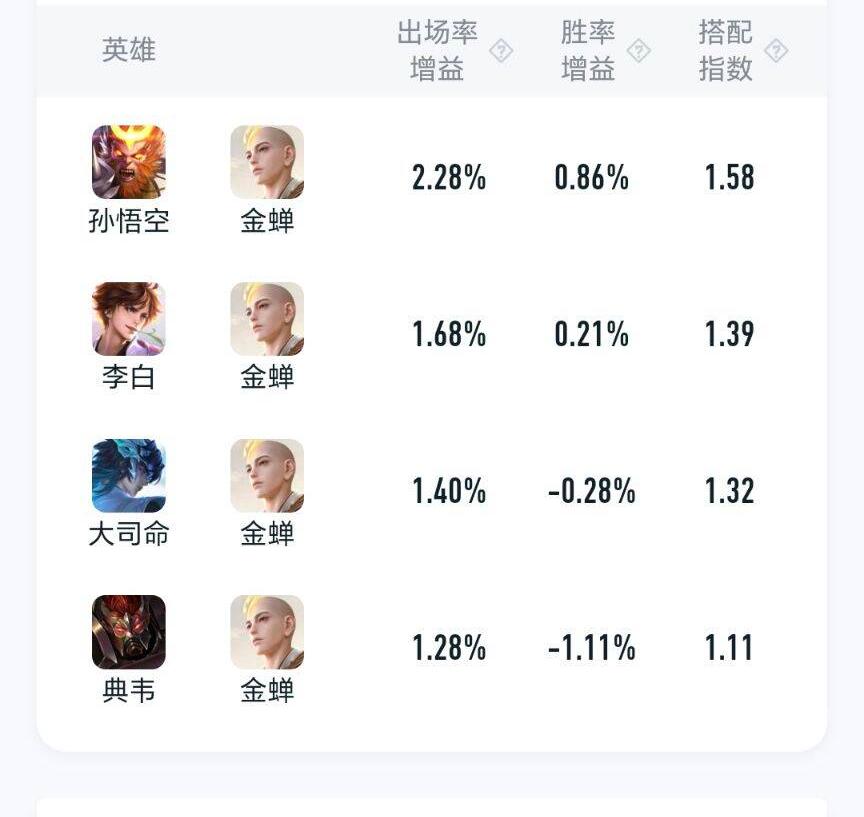 英雄
出场率增益
胜率增益
搭配指数
孙悟空 金蝉 2.28% 0.86% 1.58
李白 金蝉 1.68% 0.21% 1.39
大司命 金蝉 1.40% -0.28% 1.32
典韦 金蝉 1.28% -1.11% 1.11